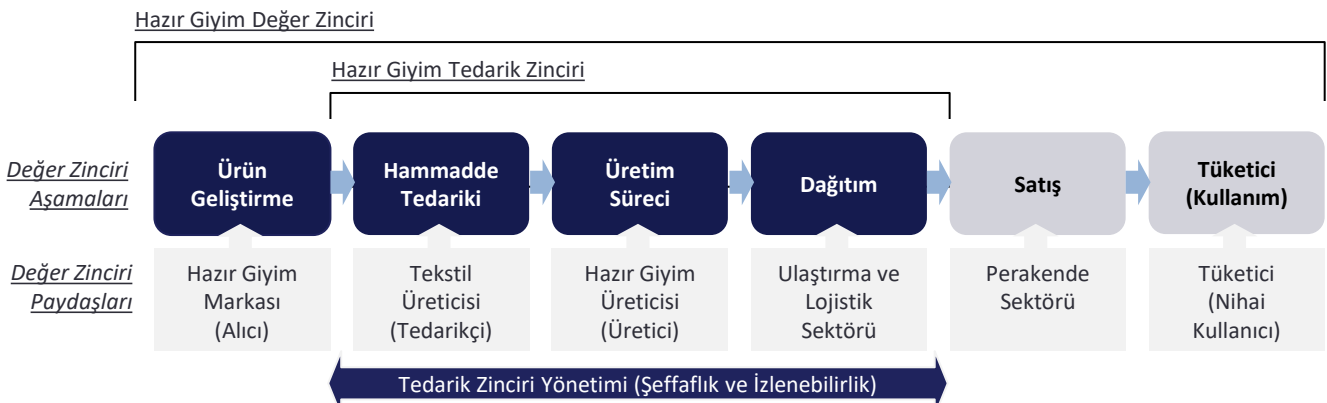 Hazır Giyim Değer Zinciri
Hazır Giyim Tedarik Zinciri
Değer Zinciri
Aşamaları
Ürün
Geliştirme
Hammadde
Tedariki
Üretim
Süreci
Dağıtım
Satış
Tüketici
(Kullanım)
Değer Zinciri
Paydaşları
Hazır Giyim
Markası
(Alıcı)
Tekstil
Üreticisi
(Tedarikçi)
Hazır Giyim
Üreticisi
(Üretici)
Ulaştırma ve
Lojistik
Sektörü
Perakende
Sektörü
Tüketici
(Nihai
Kullanıcı)
Tedarik Zinciri Yönetimi (Şeffaflık ve İzlenebilirlik)